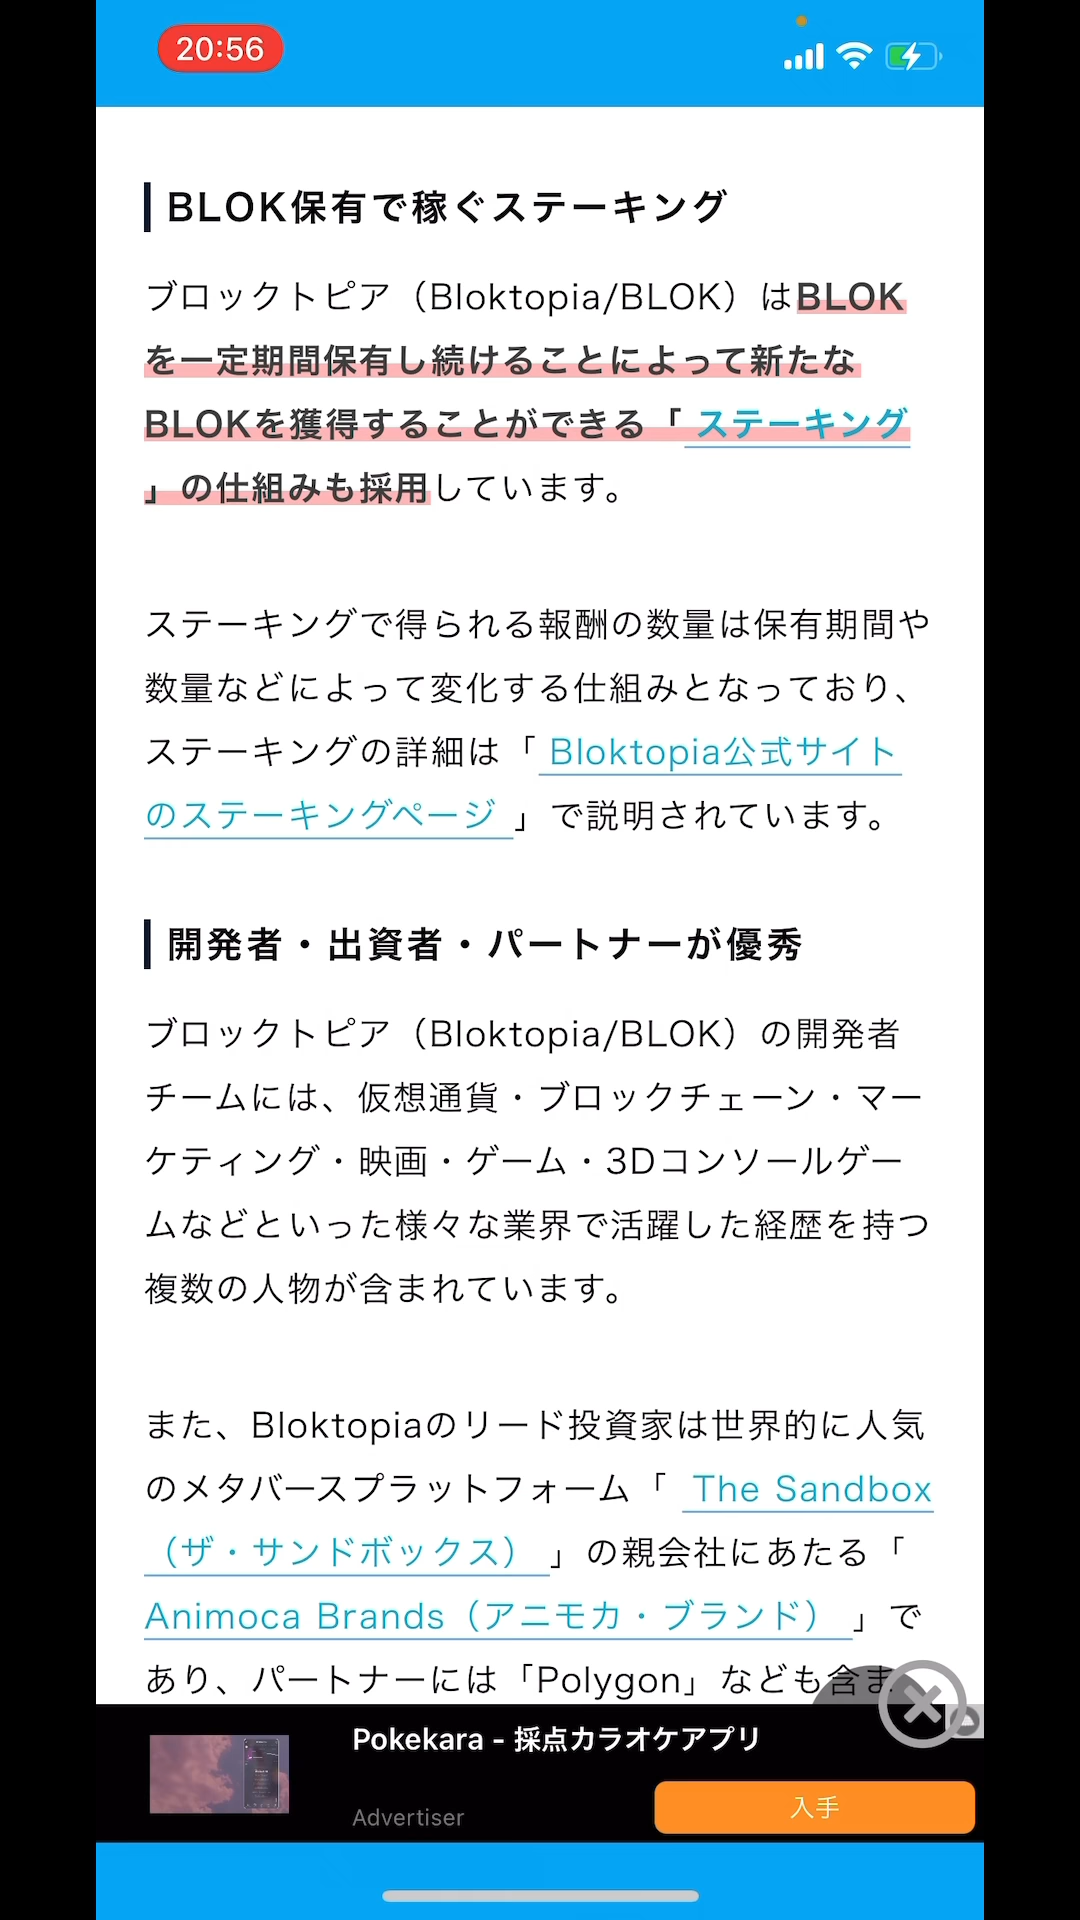 20:56
BLOK保有で稼ぐステーキング
ブロックトピア（Bloktopia/BLOK）はBLOK
を一定期間保有し続けることによって新たな
BLOKを獲得することができる「 ステーキング
」の仕組みも採用しています。
ステーキングで得られる報酬の数量は保有期間や
数量などによって変化する仕組みとなっており、
ステーキングの詳細は「 Bloktopia公式サイト
のステーキングページ 」で説明されています。
開発者・出資者・パートナーが優秀
ブロックトピア（Bloktopia/BLOK）の開発者
チームには、仮想通貨・ブロックチェーン・マー
ケティング・映画・ゲーム・3Dコンソールゲー
ムなどといった様々な業界で活躍した経歴を持つ
複数の人物が含まれています。
また、Bloktopiaのリード投資家は世界的に人気
のメタバースプラットフォーム「 The Sandbox
（ザ・サンドボックス） 」の親会社にあたる「
Animoca Brands（アニモカ・ブランド） 」で
あり、パートナーには「Polygon」なども含ま
Pokekara - 採点カラオケアプリ
Advertiser
入手